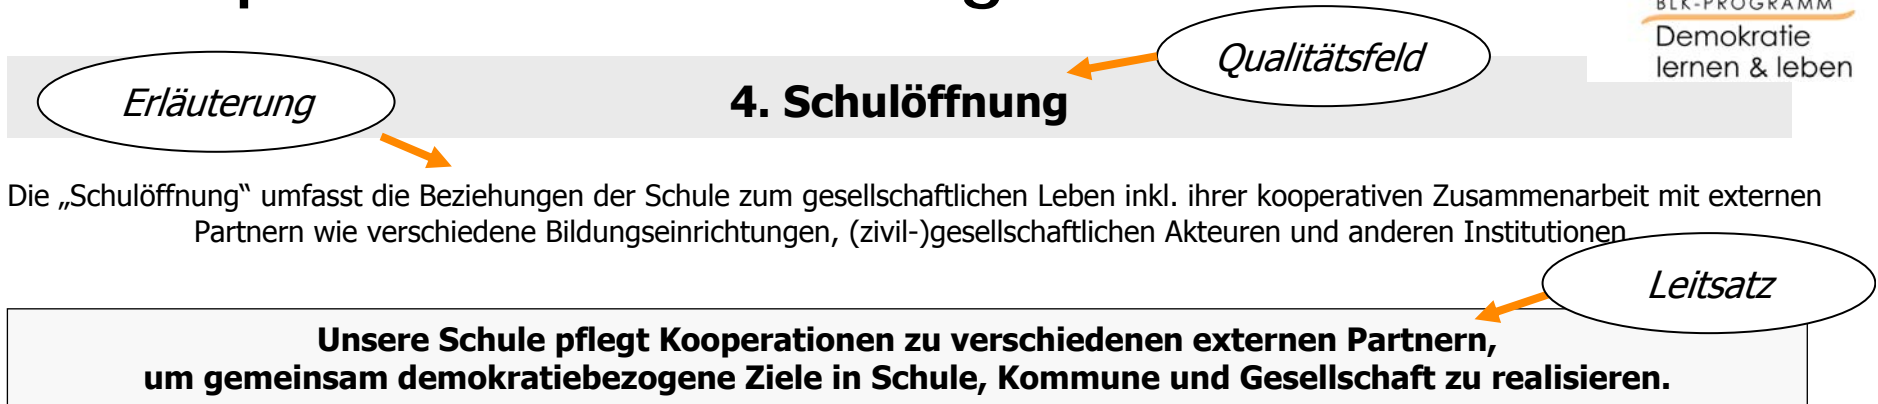 BLK-PROGRAMM
Demokratie
lernen & leben
Qualitätsfeld
Erläuterung
4. Schulöffnung
Die „Schulöffnung“ umfasst die Beziehungen der Schule zum gesellschaftlichen Leben inkl. ihrer kooperativen Zusammenarbeit mit externen
Partnern wie verschiedene Bildungseinrichtungen, (zivil-)gesellschaftlichen Akteuren und anderen Institutionen
Leitsatz
Unsere Schule pflegt Kooperationen zu verschiedenen externen Partnern,
um gemeinsam demokratiebezogene Ziele in Schule, Kommune und Gesellschaft zu realisieren.